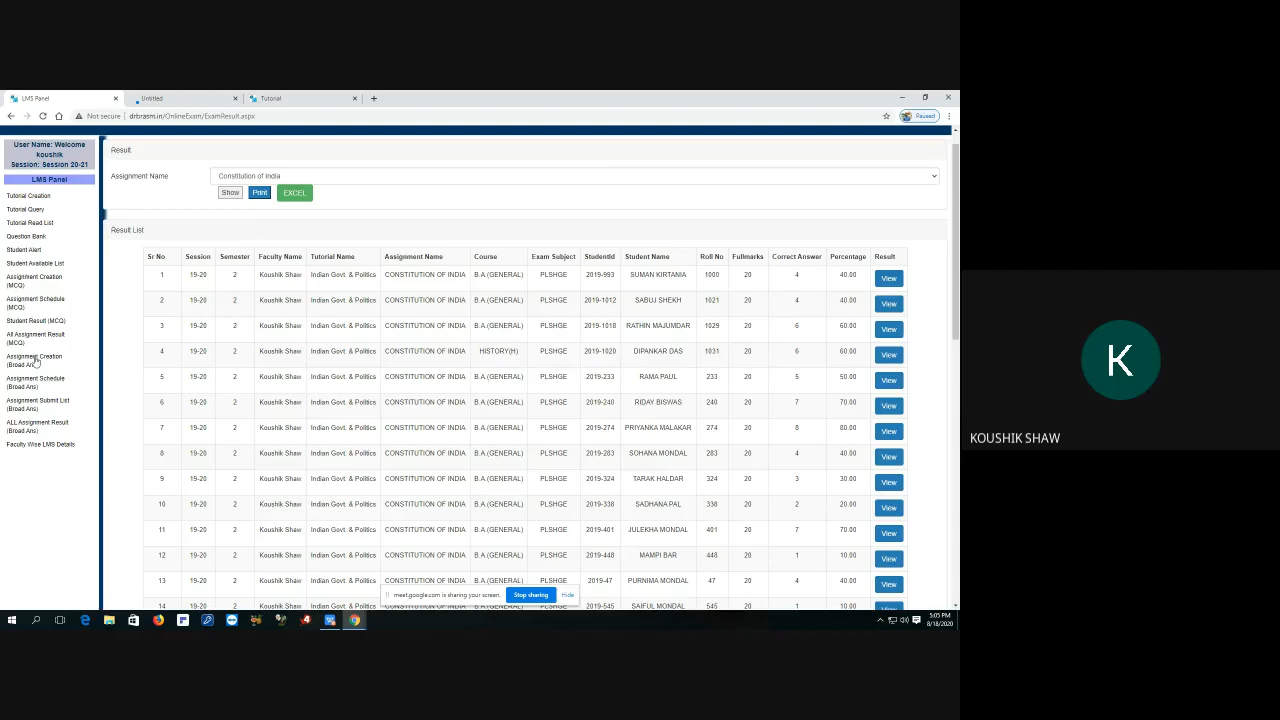 LMS Panel
Untitled
Tutorial
Not secure | drbrasm.in/OnlineExam/ExamResult.aspx
Paused
User Name: Welcome
koushik
Session: Session 20-21
LMS Panel
Tutorial Creation
Tutorial Query
Tutorial Read List
Question Bank
Student Alert
Student Available List
Assignment Creation
(MCQ)
Assignment Schedule
(MCQ)
Student Result (MCQ)
All Assignment Result
(MCQ)
Assignment Creation
(Broad Ans)
Assignment Schedule
(Broad Ans)
Assignment Submit List
(Broad Ans)
ALL Assignment Result
(Broad Ans)
Faculty Wise LMS Details
Result
Assignment Name Constitution of India
Show Print EXCEL
Result List
Sr No Session Semester Faculty Name Tutorial Name Assignment Name Course Exam Subject StudentId Student Name Roll No Fullmarks Correct Answer Percentage Result
1 19-20 2 Koushik Shaw Indian Govt. & Politics CONSTITUTION OF INDIA B.A.(GENERAL) PLSHGE 2019-993 SUMAN KIRTANIA 1000 20 4 40.00 View
2 19-20 2 Koushik Shaw Indian Govt. & Politics CONSTITUTION OF INDIA B.A.(GENERAL) PLSHGE 2019-1012 SABUJ SHEKH 1021 20 4 40.00 View
3 19-20 2 Koushik Shaw Indian Govt. & Politics CONSTITUTION OF INDIA B.A.(GENERAL) PLSHGE 2019-1018 RATHIN MAJUMDAR 1029 20 6 60.00 View
4 19-20 2 Koushik Shaw Indian Govt. & Politics CONSTITUTION OF INDIA HISTORY(H) PLSHGE 2019-1020 DIPANKAR DAS 1031 20 6 60.00 View
5 19-20 2 Koushik Shaw Indian Govt. & Politics CONSTITUTION OF INDIA B.A.(GENERAL) PLSHGE 2019-233 RAMA PAUL 233 20 5 50.00 View
6 19-20 2 Koushik Shaw Indian Govt. & Politics CONSTITUTION OF INDIA B.A.(GENERAL) PLSHGE 2019-240 RIDAY BISWAS 240 20 7 70.00 View
7 19-20 2 Koushik Shaw Indian Govt. & Politics CONSTITUTION OF INDIA B.A.(GENERAL) PLSHGE 2019-274 PRIYANKA MALAKAR 274 20 8 80.00 View
8 19-20 2 Koushik Shaw Indian Govt. & Politics CONSTITUTION OF INDIA B.A.(GENERAL) PLSHGE 2019-283 SOHANA MONDAL 283 20 4 40.00 View
9 19-20 2 Koushik Shaw Indian Govt. & Politics CONSTITUTION OF INDIA B.A.(GENERAL) PLSHGE 2019-324 TARAK HALDAR 324 20 3 30.00 View
10 19-20 2 Koushik Shaw Indian Govt. & Politics CONSTITUTION OF INDIA B.A.(GENERAL) PLSHGE 2019-338 SADHANA PAL 338 20 2 20.00 View
11 19-20 2 Koushik Shaw Indian Govt. & Politics CONSTITUTION OF INDIA B.A.(GENERAL) PLSHGE 2019-401 JULEKHA MONDAL 401 20 7 70.00 View
12 19-20 2 Koushik Shaw Indian Govt. & Politics CONSTITUTION OF INDIA B.A.(GENERAL) PLSHGE 2019-448 MAMPI BAR 448 20 1 10.00 View
13 19-20 2 Koushik Shaw Indian Govt. & Politics CONSTITUTION OF INDIA B.A.(GENERAL) PLSHGE 2019-47 PURNIMA MONDAL 47 20 4 40.00 View
14 19-20 2 Koushik Shaw Indian Govt. & Politics PLSHGE 2019-545 SAIFUL MONDAL 545 20 1 10.00
meet.google.com is sharing your screen. Stop sharing Hide
5:05 PM
8/18/2020
K
KOUSHIK SHAW